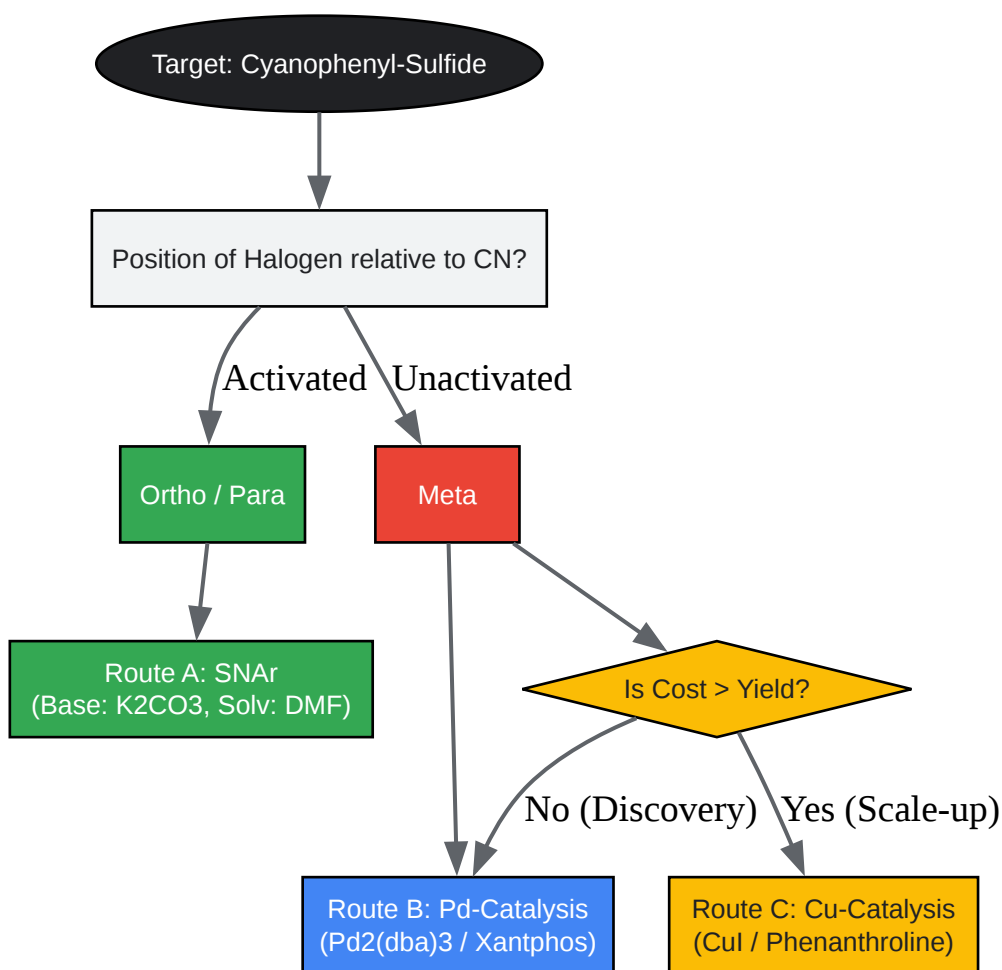 Target: Cyanophenyl-Sulfide
Position of Halogen relative to CN?
Activated
Unactivated
Ortho / Para
Meta
Route A: SNAr
(Base: K2CO3, Solv: DMF)
Is Cost > Yield?
No (Discovery)
Yes (Scale-up)
Route B: Pd-Catalysis
(Pd2(dba)3 / Xantphos)
Route C: Cu-Catalysis
(CuI / Phenanthroline)